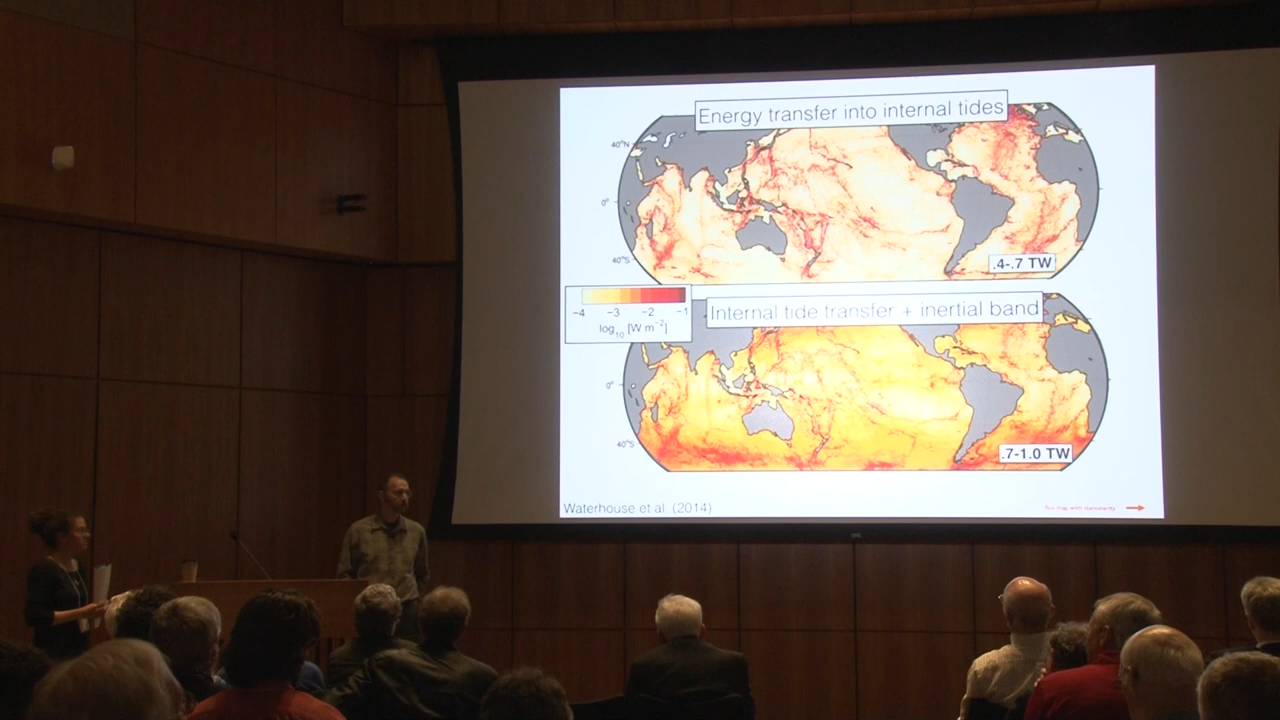 Energy transfer into internal tides
40°N
0°
40°S
.4-.7 TW
−4 −3 −2 −1
log10 [W m−2]
Internal tide transfer + inertial band
0°
40°S
.7-1.0 TW
Waterhouse et al (2014)